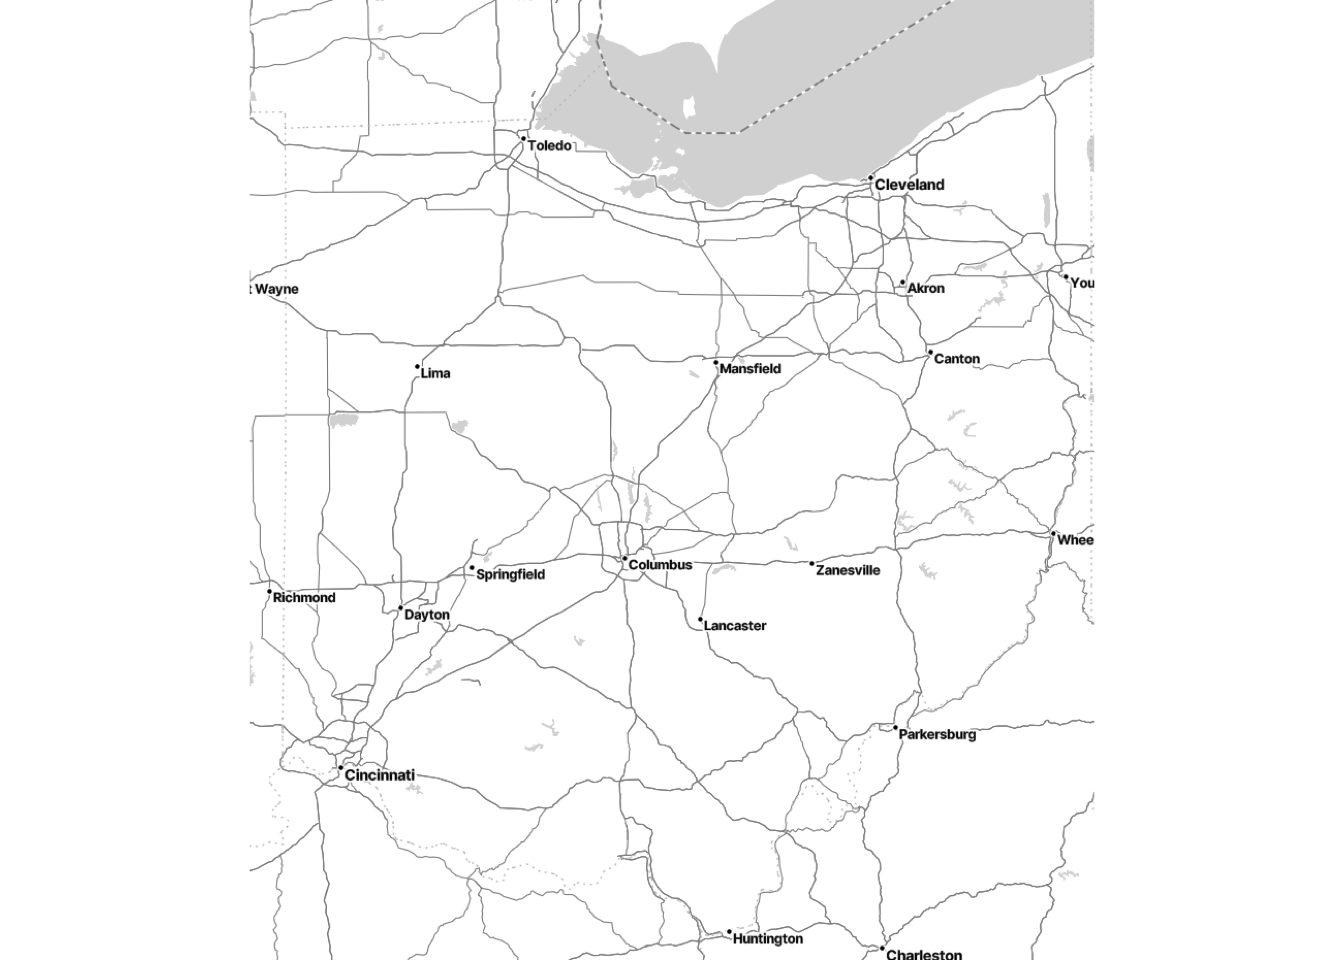 Toledo
Cleveland
t Wayne
Akron
You
Canton
Lima
Mansfield
Whee
Columbus
Zanesville
Springfield
Richmond
Dayton
Lancaster
Parkersburg
Cincinnati
Huntington
Charleston